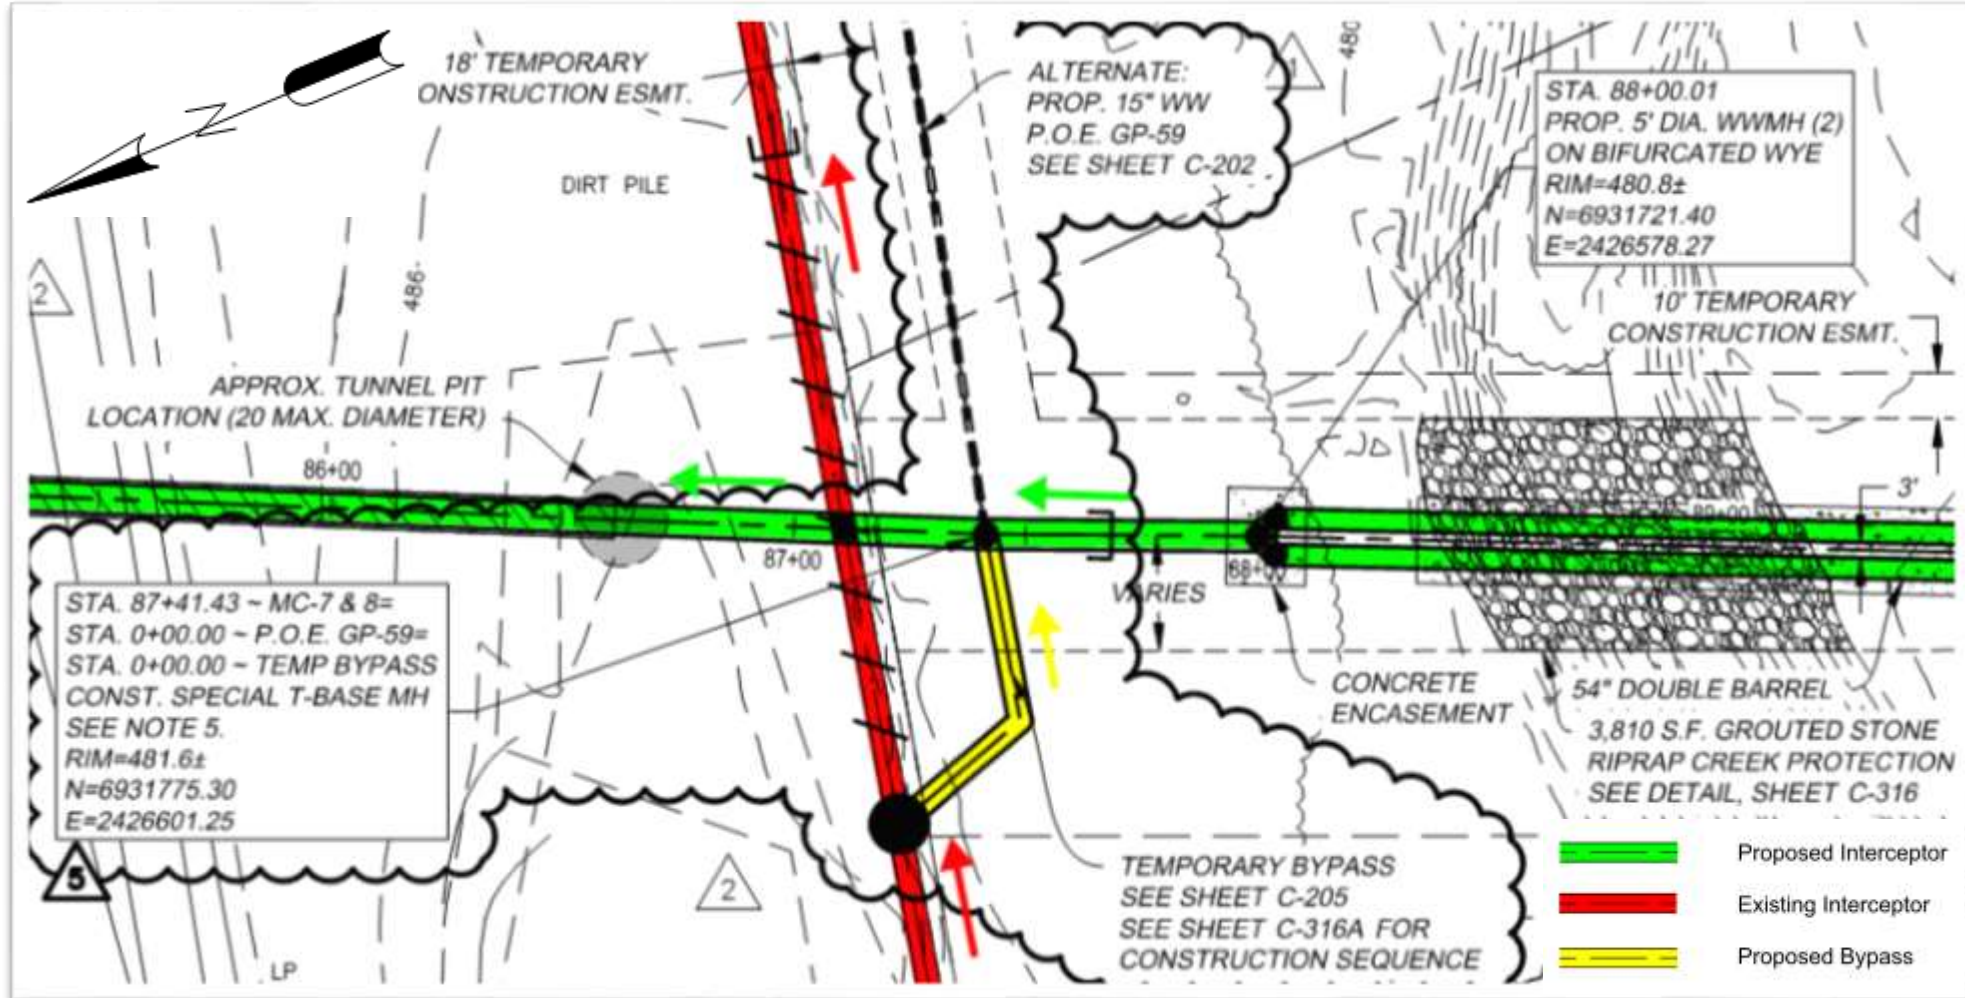 N
18' TEMPORARY
ONSTRUCTION ESMT.
DIRT PILE
ALTERNATE:
PROP. 15" WW
P.O.E. GP-59
SEE SHEET C-202
480
STA. 88+00.01
PROP. 5' DIA. WWMH (2)
ON BIFURCATED WYE
RIM=480.8±
N=6931721.40
E=2426578.27
10' TEMPORARY
CONSTRUCTION ESMT.
2
486
APPROX. TUNNEL PIT
LOCATION (20 MAX. DIAMETER)
86+00
87+00
3'
VARIES
STA. 87+41.43 ~ MC-7 & 8=
STA. 0+00.00 ~ P.O.E. GP-59=
STA. 0+00.00 ~ TEMP BYPASS
CONST. SPECIAL T-BASE MH
SEE NOTE 5.
RIM=481.6±
N=6931775.30
E=2426601.25
CONCRETE
ENCASEMENT
54" DOUBLE BARREL
3,810 S.F. GROUTED STONE
RIPRAP CREEK PROTECTION
SEE DETAIL, SHEET C-316
5
2
LP
TEMPORARY BYPASS
SEE SHEET C-205
SEE SHEET C-316A FOR
CONSTRUCTION SEQUENCE
Proposed Interceptor
Existing Interceptor
Proposed Bypass